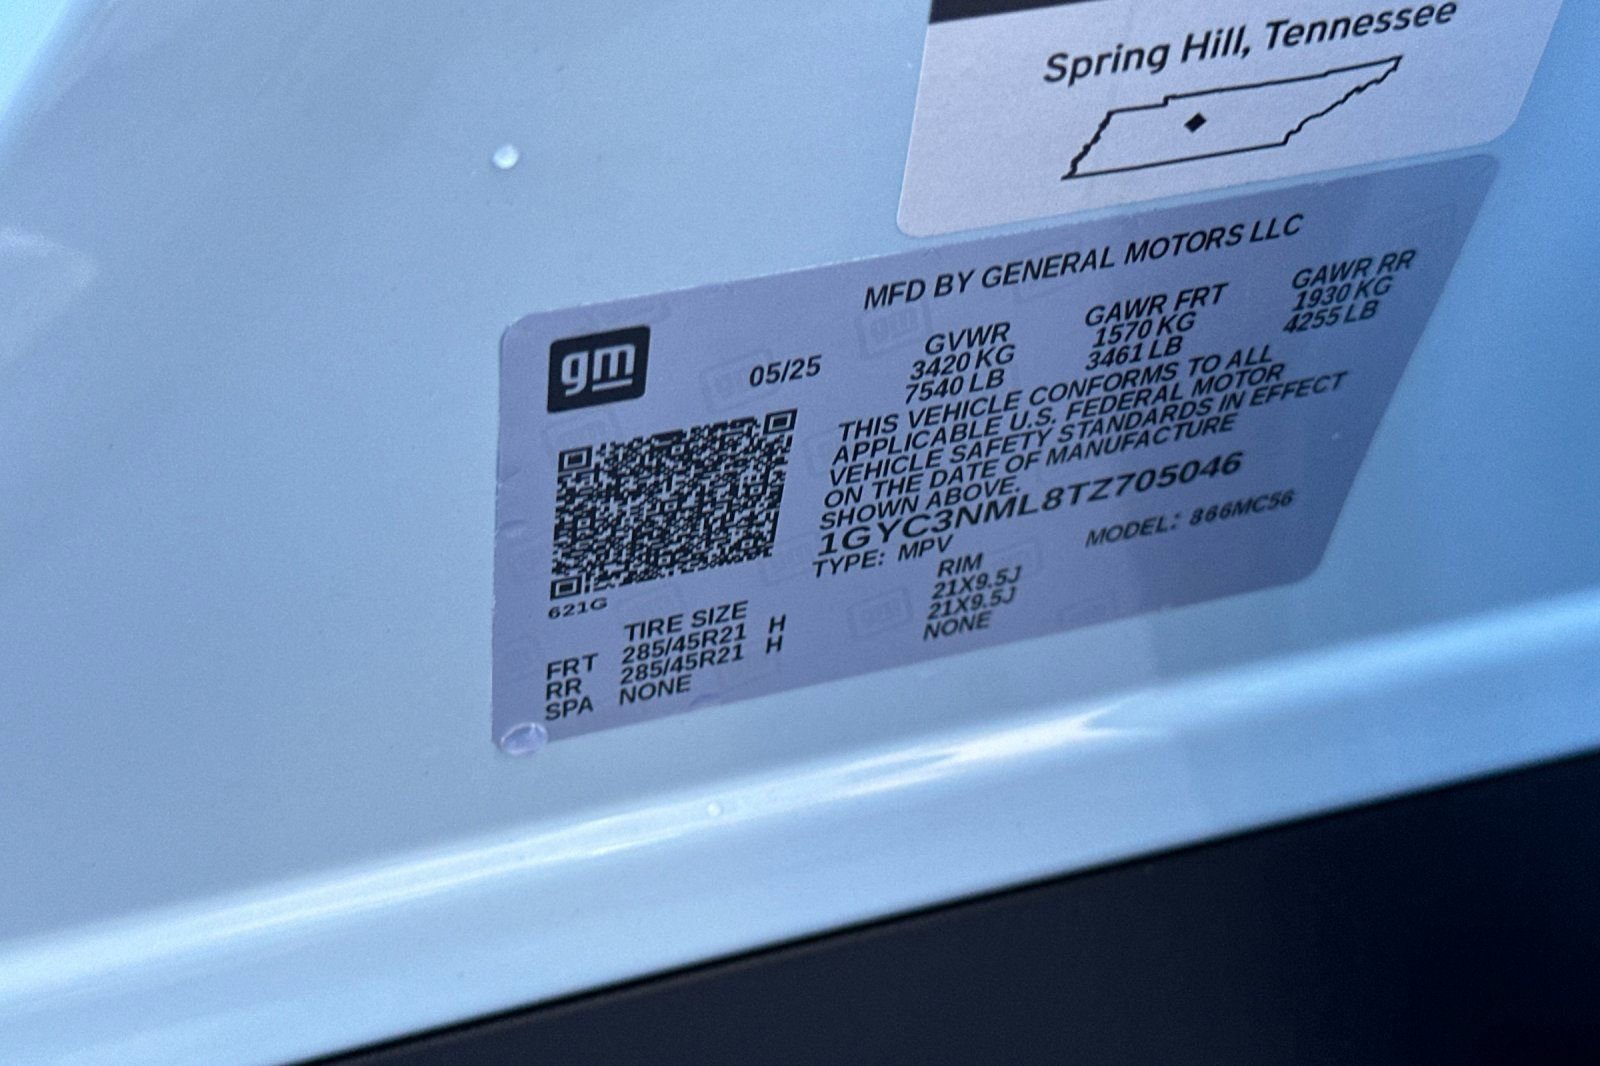 Spring Hill, Tennessee
MFD BY GENERAL MOTORS LLC
gm
05/25
GVWR GAWR FRT GAWR RR
3420 KG 1570 KG 1930 KG
7540 LB 3461 LB 4255 LB
THIS VEHICLE CONFORMS TO ALL
APPLICABLE U.S. FEDERAL MOTOR
VEHICLE SAFETY STANDARDS IN EFFECT
ON THE DATE OF MANUFACTURE
SHOWN ABOVE.
1GYC3NML8TZ705046
TYPE: MPV MODEL: 866MC56
621G
TIRE SIZE RIM
FRT 285/45R21 H 21X9.5J
RR 285/45R21 H 21X9.5J
SPA NONE NONE